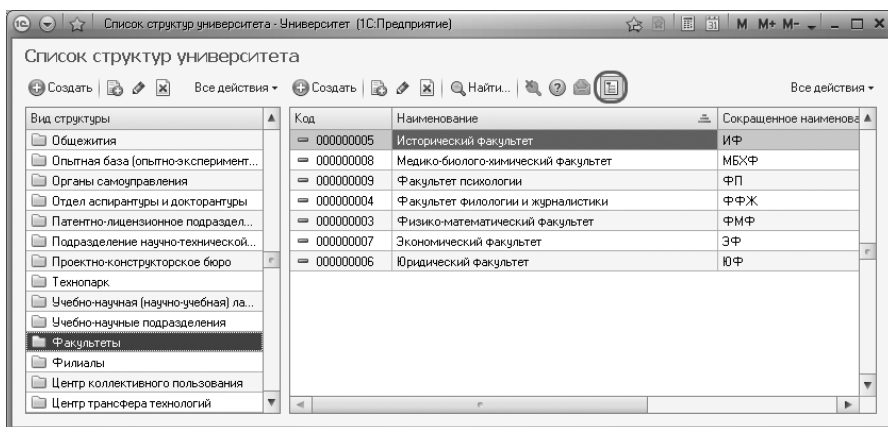 Список структур университета - Университет (1С:Предприятие)
M M+ M-
Список структур университета
Создать Все действия
Создать Найти... Все действия
Вид структуры
Общежития
Опытная база (опытно-эксперимент...
Органы самоуправления
Отдел аспирантуры и докторантуры
Патентно-лицензионное подраздел...
Подразделение научно-технической...
Проектно-конструкторское бюро
Технопарк
Учебно-научная (научно-учебная) ла...
Учебно-научные подразделения
Факультеты
Филиалы
Центр коллективного пользования
Центр трансфера технологий
Код Наименование Сокращенное наименова
000000005 Исторический факультет ИФ
000000008 Медико-биолого-химический факультет МБХФ
000000009 Факультет психологии ФП
000000004 Факультет филологии и журналистики ФФЖ
000000003 Физико-математический факультет ФМФ
000000007 Экономический факультет ЭФ
000000006 Юридический факультет ЮФ